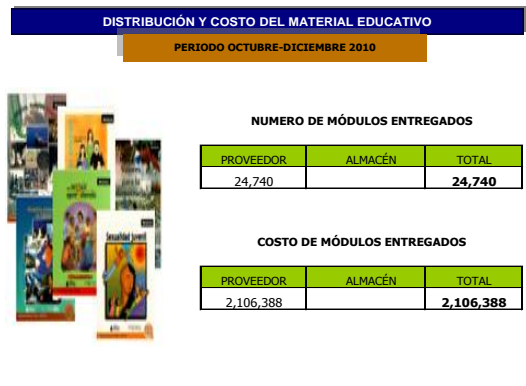 DISTRIBUCIÓN Y COSTO DEL MATERIAL EDUCATIVO
PERIODO OCTUBRE-DICIEMBRE 2010
NUMERO DE MÓDULOS ENTREGADOS
PROVEEDOR ALMACÉN TOTAL
24,740 24,740
COSTO DE MÓDULOS ENTREGADOS
PROVEEDOR ALMACÉN TOTAL
2,106,388 2,106,388
Sexualidad juvenil